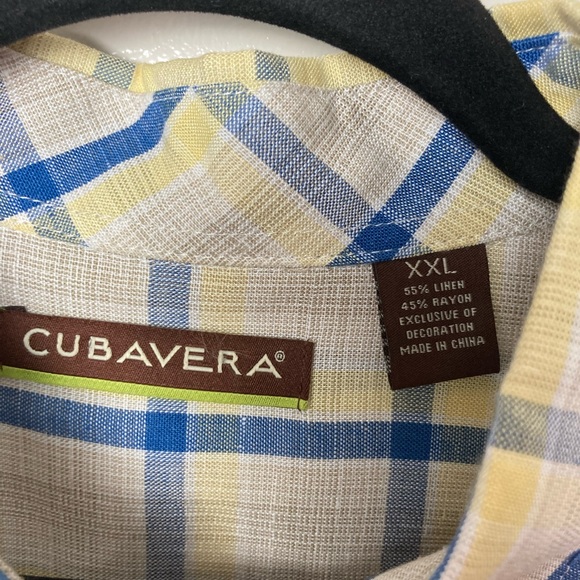 CUBAVERA®
XXL
55% LINEN
45% RAYON
EXCLUSIVE OF
DECORATION
MADE IN CHINA